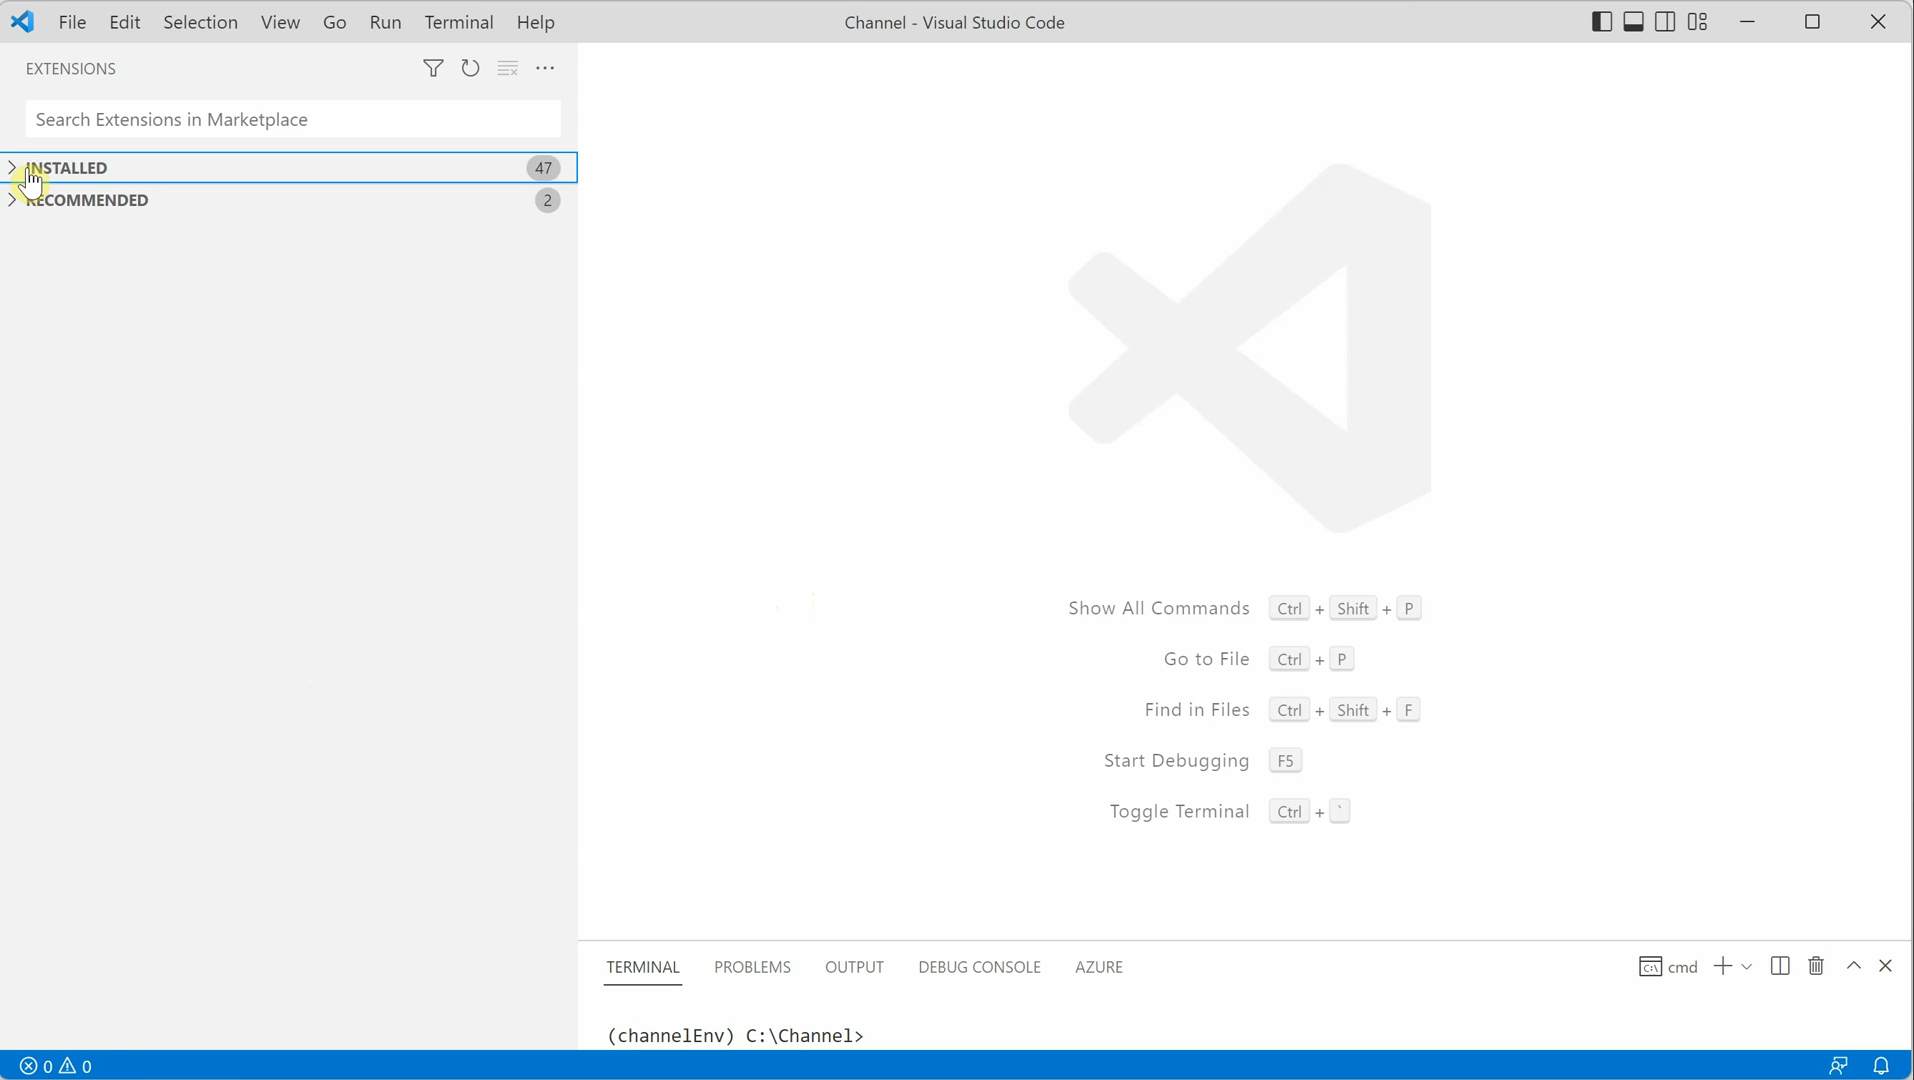 File Edit Selection View Go Run Terminal Help
Channel - Visual Studio Code
EXTENSIONS
Search Extensions in Marketplace
INSTALLED 47
RECOMMENDED 2
Show All Commands Ctrl + Shift + P
Go to File Ctrl + P
Find in Files Ctrl + Shift + F
Start Debugging F5
Toggle Terminal Ctrl + `
TERMINAL PROBLEMS OUTPUT DEBUG CONSOLE AZURE
cmd
(channelEnv) C:\Channel>
0 0